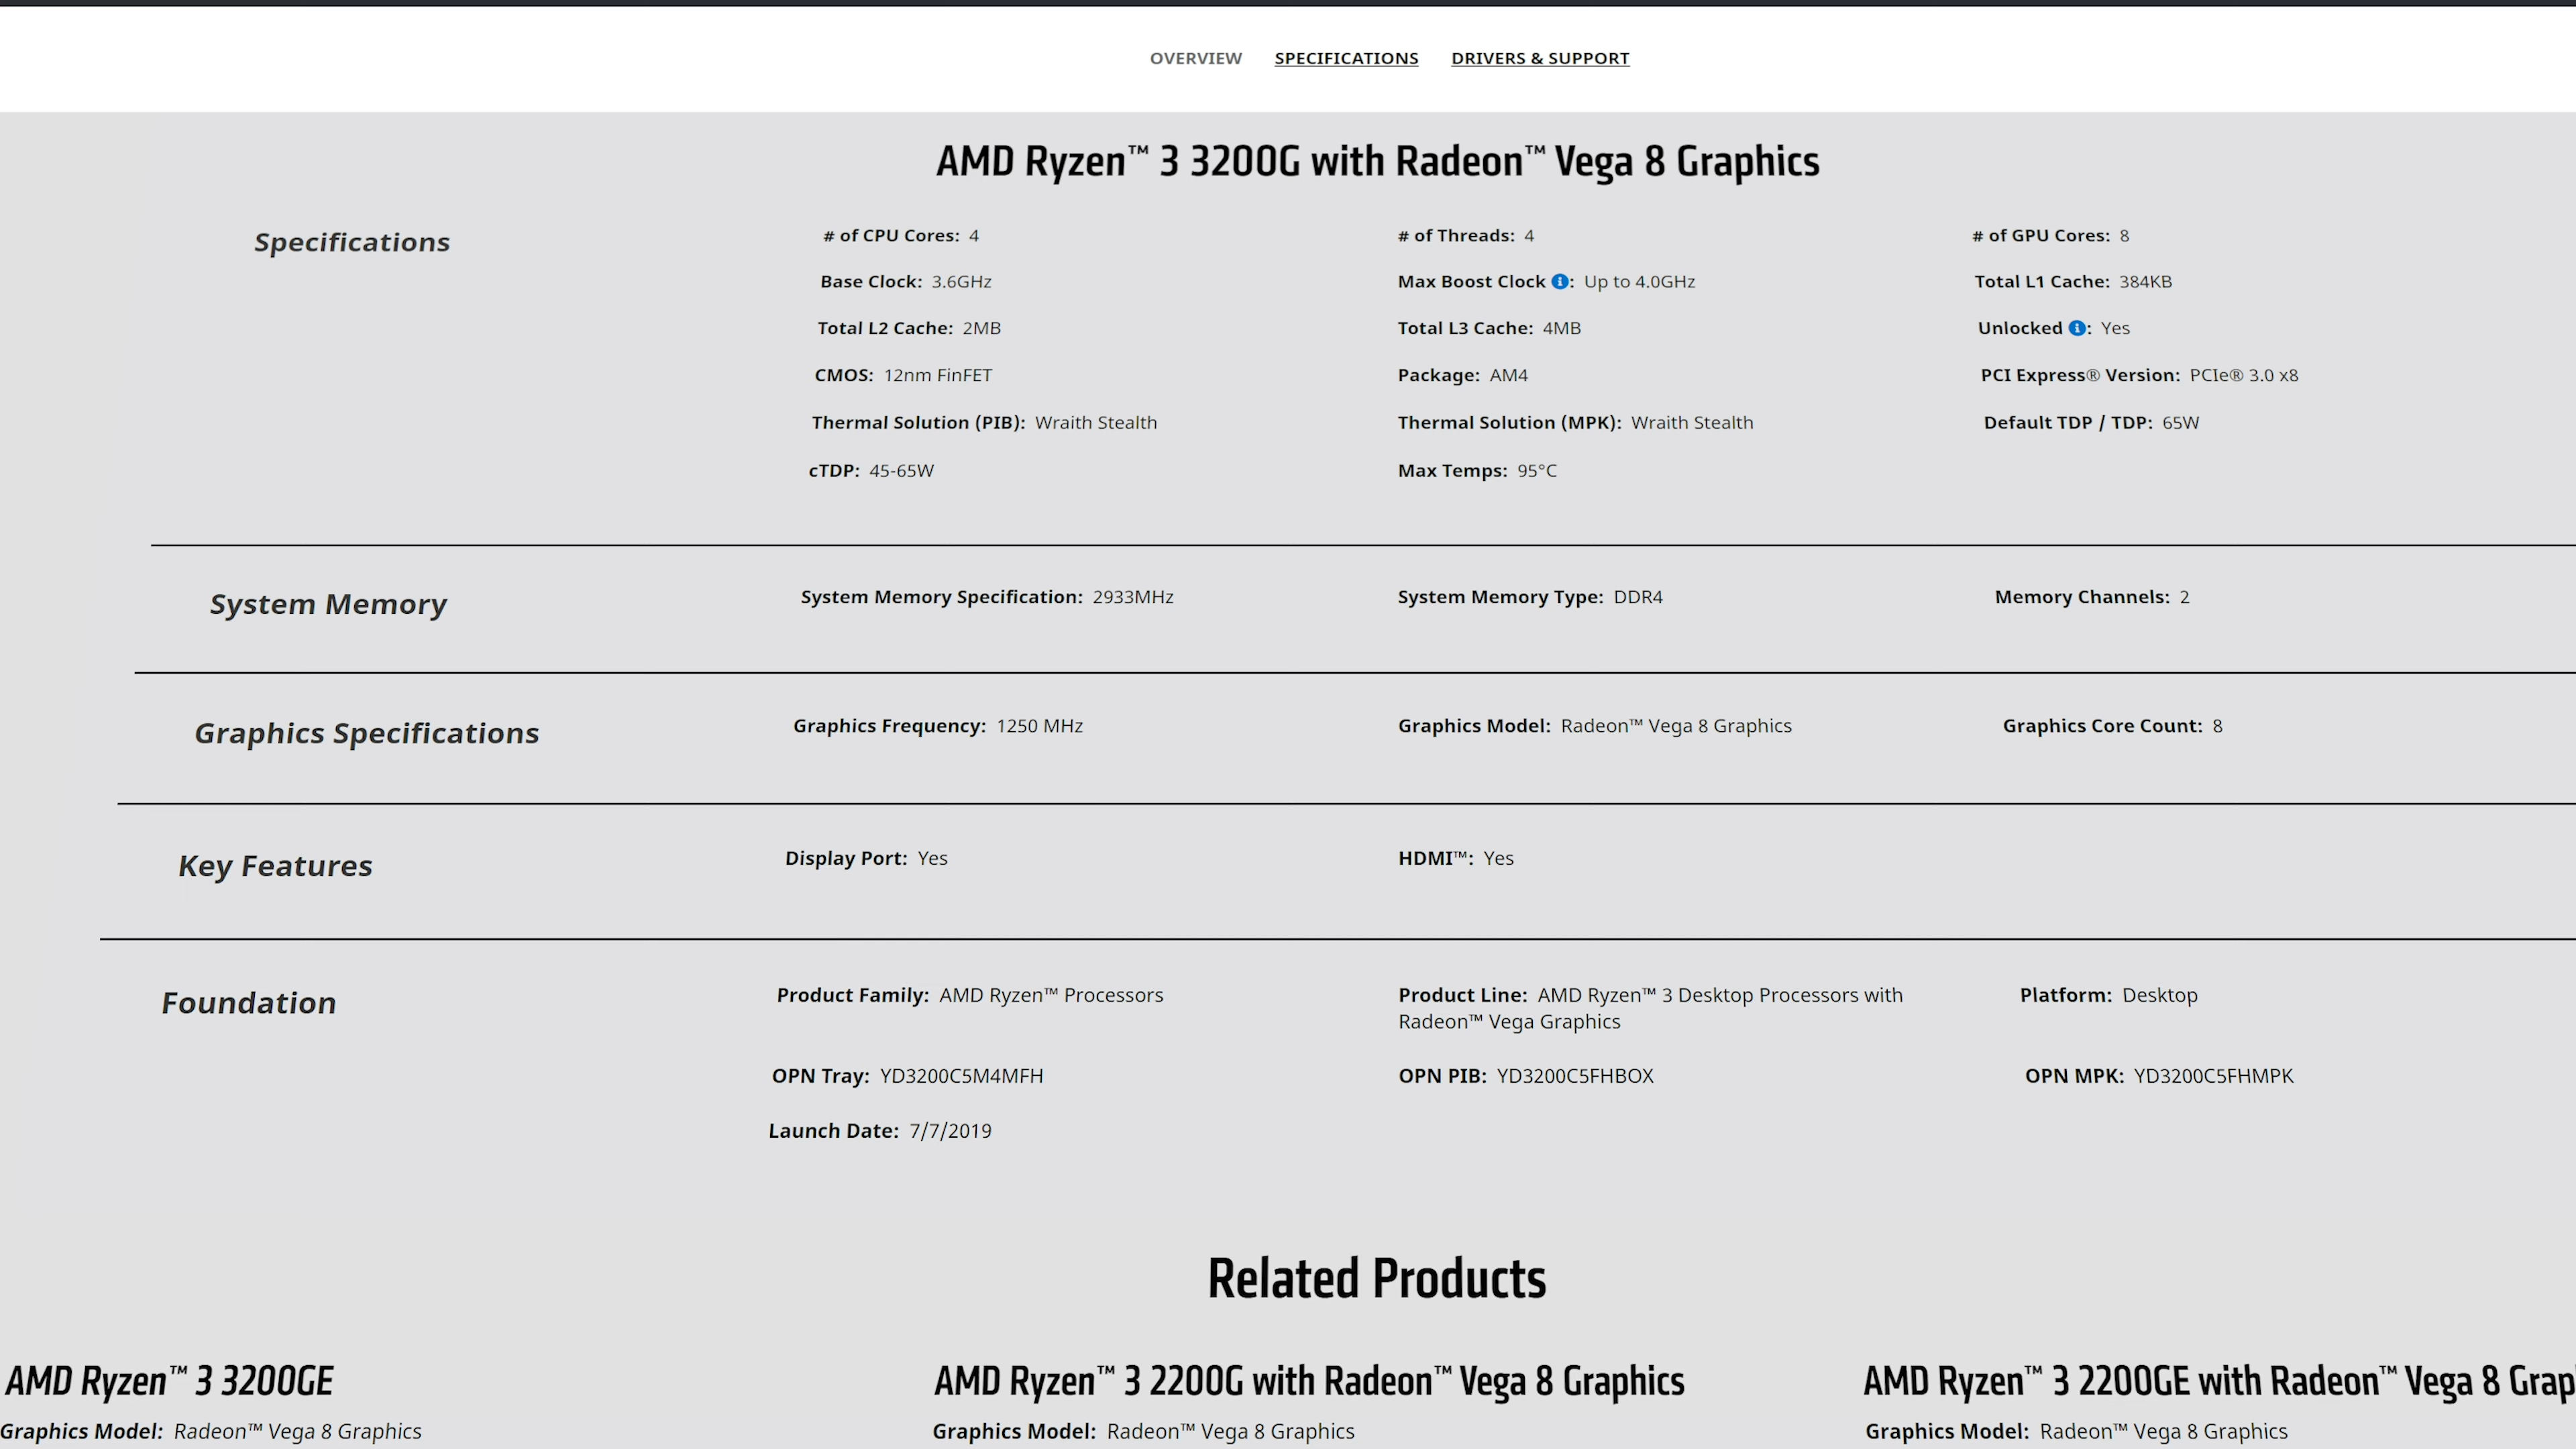 OVERVIEW SPECIFICATIONS DRIVERS & SUPPORT
AMD Ryzen™ 3 3200G with Radeon™ Vega 8 Graphics
Specifications
# of CPU Cores: 4 # of Threads: 4 # of GPU Cores: 8
Base Clock: 3.6GHz Max Boost Clock : Up to 4.0GHz Total L1 Cache: 384KB
Total L2 Cache: 2MB Total L3 Cache: 4MB Unlocked : Yes
CMOS: 12nm FinFET Package: AM4 PCI Express® Version: PCIe® 3.0 x8
Thermal Solution (PIB): Wraith Stealth Thermal Solution (MPK): Wraith Stealth Default TDP / TDP: 65W
cTDP: 45-65W Max Temps: 95°C
System Memory System Memory Specification: 2933MHz System Memory Type: DDR4 Memory Channels: 2
Graphics Specifications Graphics Frequency: 1250 MHz Graphics Model: Radeon™ Vega 8 Graphics Graphics Core Count: 8
Key Features Display Port: Yes HDMI™: Yes
Foundation Product Family: AMD Ryzen™ Processors Product Line: AMD Ryzen™ 3 Desktop Processors with Platform: Desktop
Radeon™ Vega Graphics
OPN Tray: YD3200C5M4MFH OPN PIB: YD3200C5FHBOX OPN MPK: YD3200C5FHMPK
Launch Date: 7/7/2019
Related Products
AMD Ryzen™ 3 3200GE AMD Ryzen™ 3 2200G with Radeon™ Vega 8 Graphics AMD Ryzen™ 3 2200GE with Radeon™ Vega 8 Grap
Graphics Model: Radeon™ Vega 8 Graphics Graphics Model: Radeon™ Vega 8 Graphics Graphics Model: Radeon™ Vega 8 Graphics